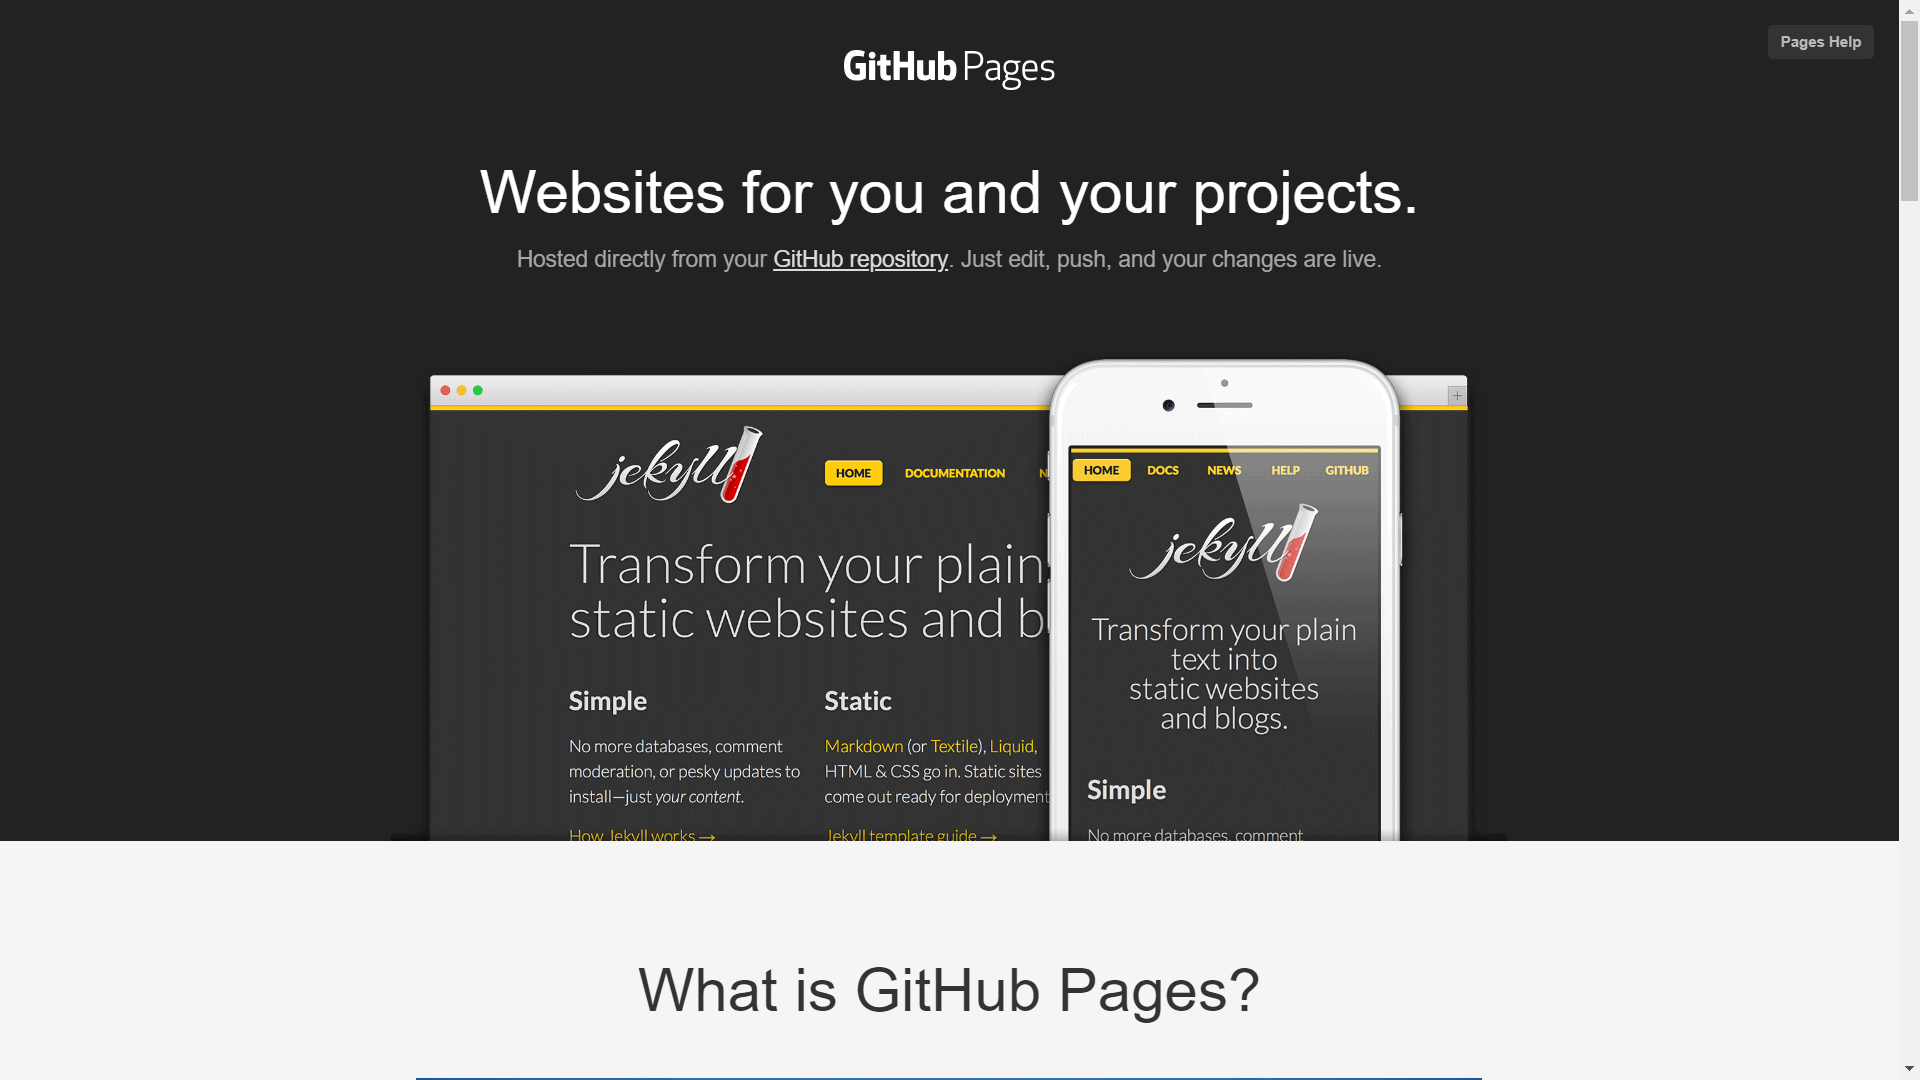 Pages Help
GitHub Pages
Websites for you and your projects.
Hosted directly from your GitHub repository. Just edit, push, and your changes are live.
jekyll
HOME DOCUMENTATION N
Transform your plain
static websites and b
Simple
No more databases, comment
moderation, or pesky updates to
install—just your content.
How Jekyll works →
Static
Markdown (or Textile), Liquid,
HTML & CSS go in. Static sites
come out ready for deployment
Jekyll template guide →
HOME DOCS NEWS HELP GITHUB
jekyll
Transform your plain
text into
static websites
and blogs.
Simple
No more databases, comment
What is GitHub Pages?